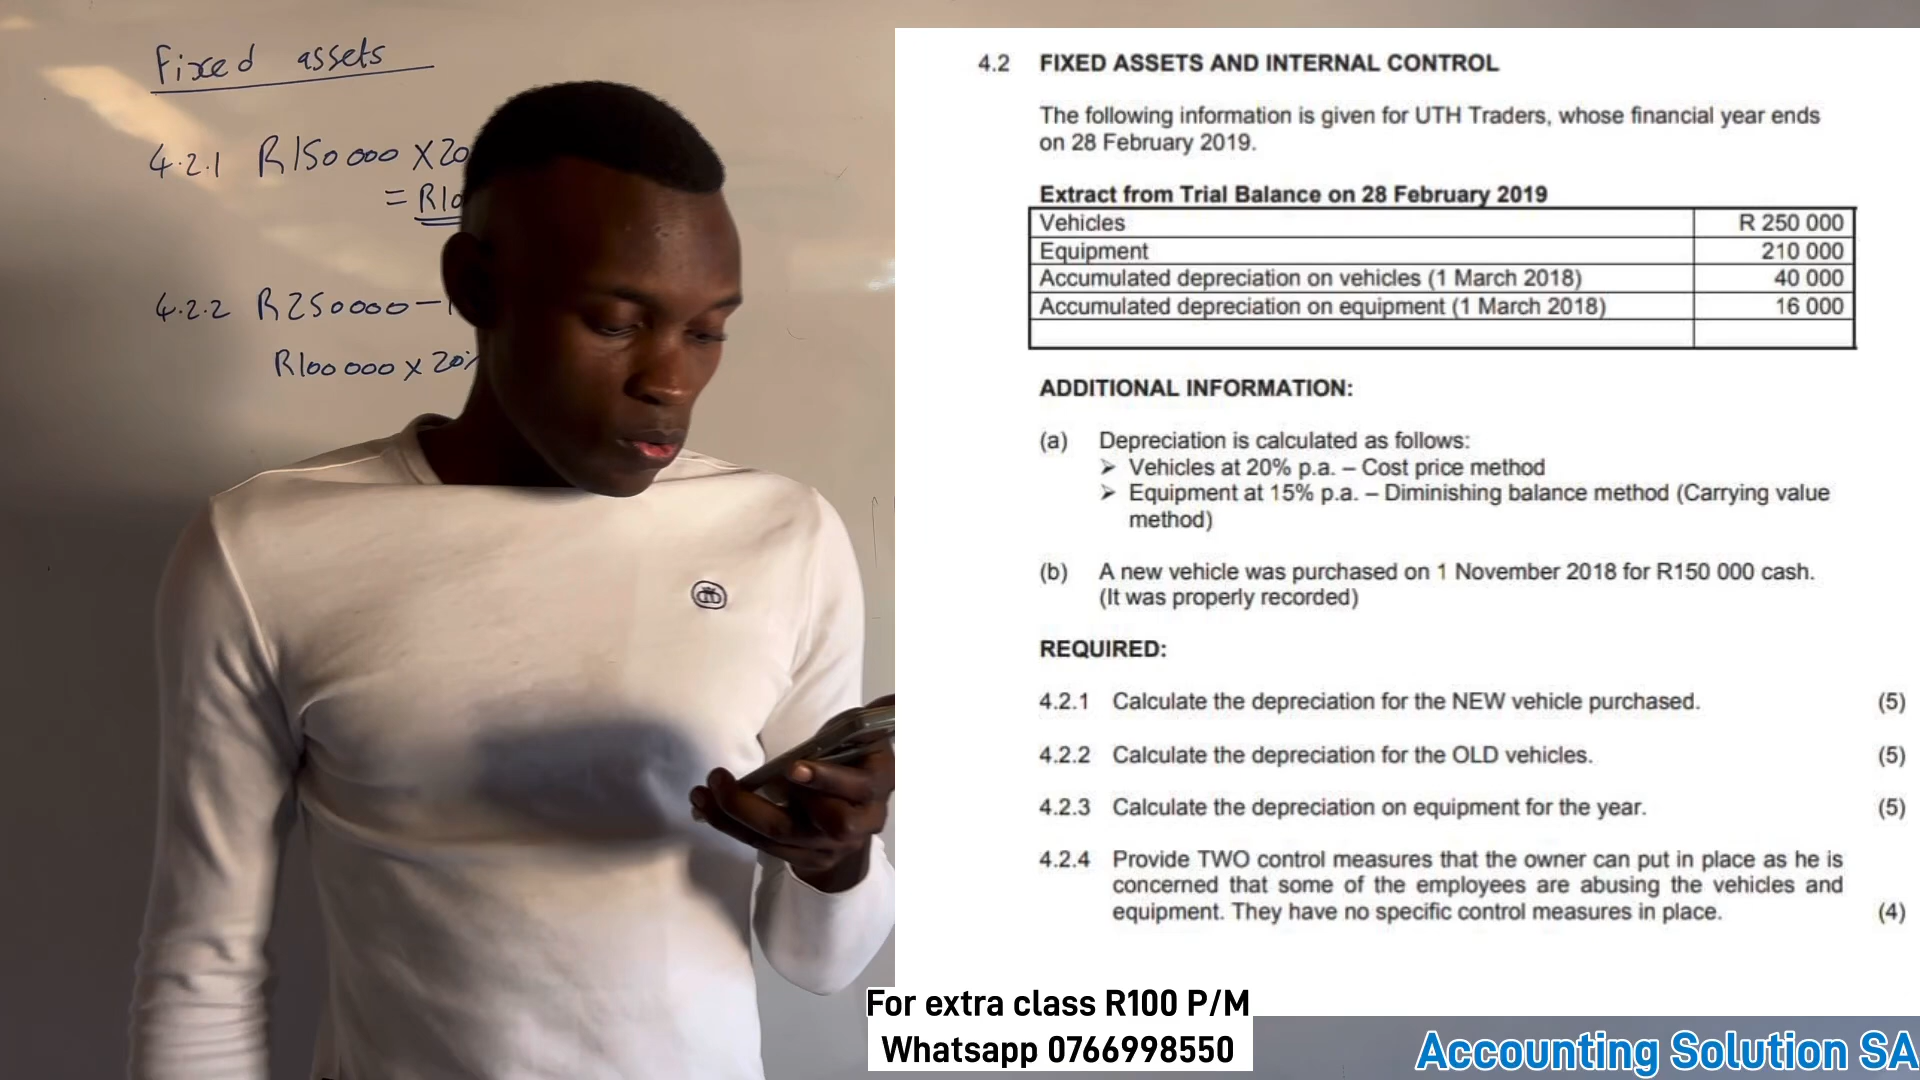 Fixed assets
4.2.1 R150 000 X 20
= R10
4.2.2 R250000 –
R100 000 x 20%
4.2 FIXED ASSETS AND INTERNAL CONTROL
The following information is given for UTH Traders, whose financial year ends
on 28 February 2019.
Extract from Trial Balance on 28 February 2019
Vehicles R 250 000
Equipment 210 000
Accumulated depreciation on vehicles (1 March 2018) 40 000
Accumulated depreciation on equipment (1 March 2018) 16 000
ADDITIONAL INFORMATION:
(a) Depreciation is calculated as follows:
➢ Vehicles at 20% p.a. – Cost price method
➢ Equipment at 15% p.a. – Diminishing balance method (Carrying value
method)
(b) A new vehicle was purchased on 1 November 2018 for R150 000 cash.
(It was properly recorded)
REQUIRED:
4.2.1 Calculate the depreciation for the NEW vehicle purchased. (5)
4.2.2 Calculate the depreciation for the OLD vehicles. (5)
4.2.3 Calculate the depreciation on equipment for the year. (5)
4.2.4 Provide TWO control measures that the owner can put in place as he is
concerned that some of the employees are abusing the vehicles and
equipment. They have no specific control measures in place. (4)
For extra class R100 P/M
Whatsapp 0766998550
Accounting Solution SA